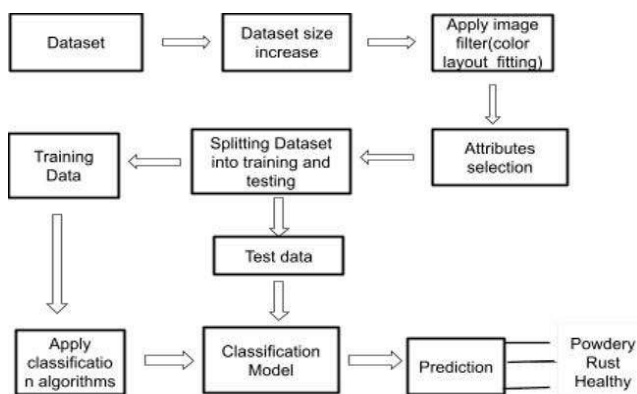 Dataset
Dataset size
increase
Apply image
filter(color
layout fitting)
Attributes
selection
Splitting Dataset
into training and
testing
Training
Data
Test data
Apply
classificatio
n algorithms
Classification
Model
Prediction
Powdery
Rust
Healthy